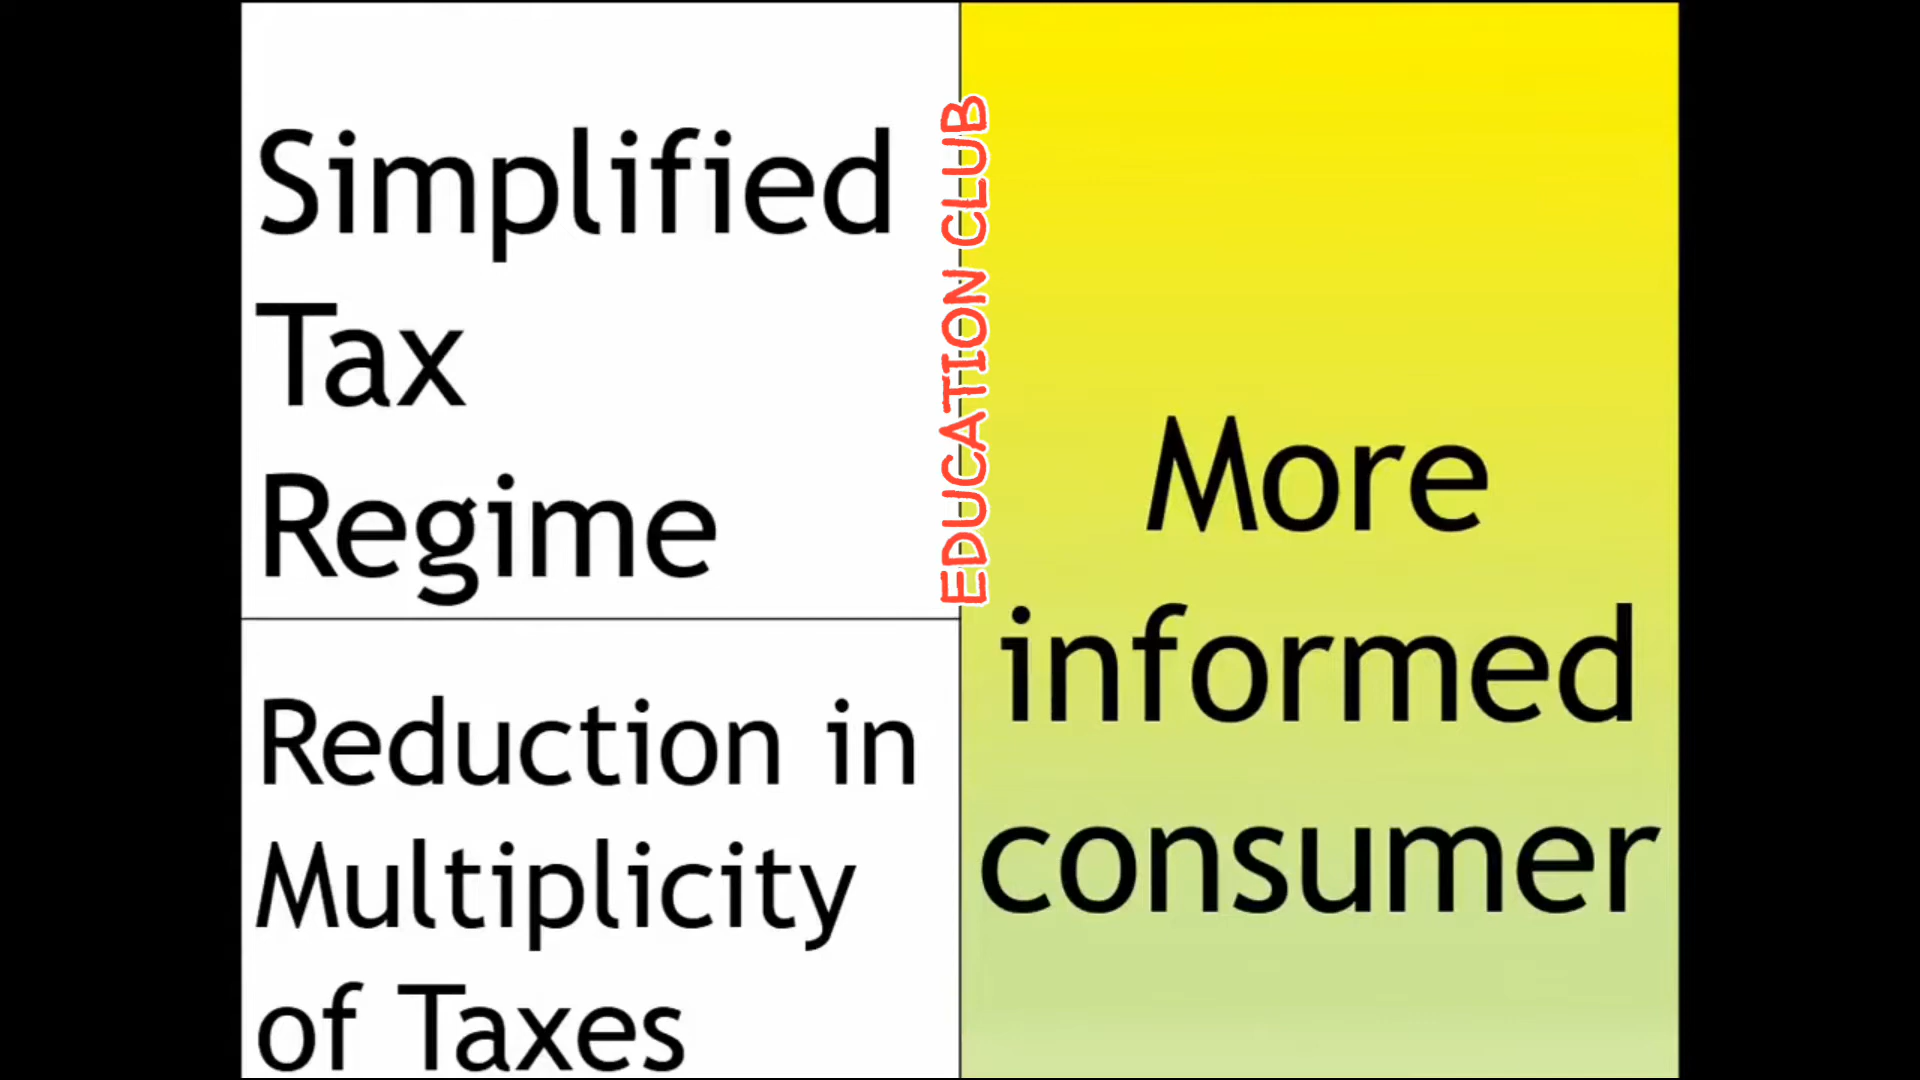 Simplified
Tax
Regime
Reduction in
Multiplicity
of Taxes
EDUCATION CLUB
More
informed
consumer